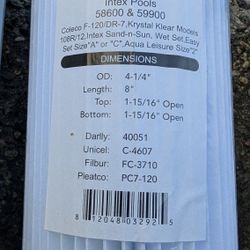 Intex Pools
58600 & 59900
Coleco F-120/DR-7, Krystal Klear Models
108R/12, Intex Sand-n-Sun, Wet Set, Easy
Set Size"A" or "C", Aqua Leisure Size"2"
DIMENSIONS
OD: 4-1/4"
Length: 8"
Top: 1-15/16" Open
Bottom: 1-15/16" Open
Darlly: 40051
Unicel: C-4607
Filbur: FC-3710
Pleatco: PC7-120
8 12048 03292 5